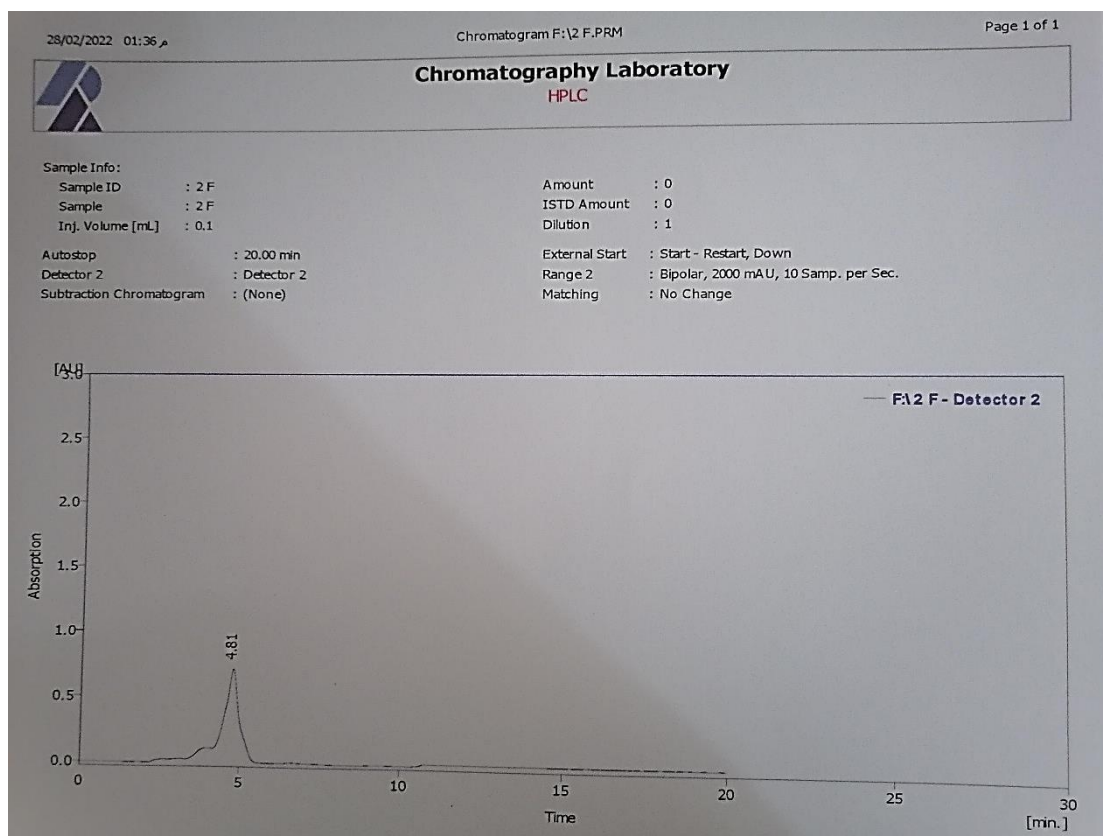 28/02/2022 01:36 م
Chromatogram F:\2 F.PRM
Page 1 of 1
Chromatography Laboratory
HPLC
Sample Info:
Sample ID : 2 F
Amount : 0
Sample : 2 F
ISTD Amount : 0
Inj. Volume [mL] : 0.1
Dilution : 1
Autostop : 20.00 min
External Start : Start - Restart, Down
Detector 2 : Detector 2
Range 2 : Bipolar, 2000 mAU, 10 Samp. per Sec.
Subtraction Chromatogram : (None)
Matching : No Change
[AU]
3.0
F:\2 F - Detector 2
2.5
2.0
Absorption
1.5
1.0
4.81
0.5
0.0
0 5 10 15 20 25 30
Time
[min.]